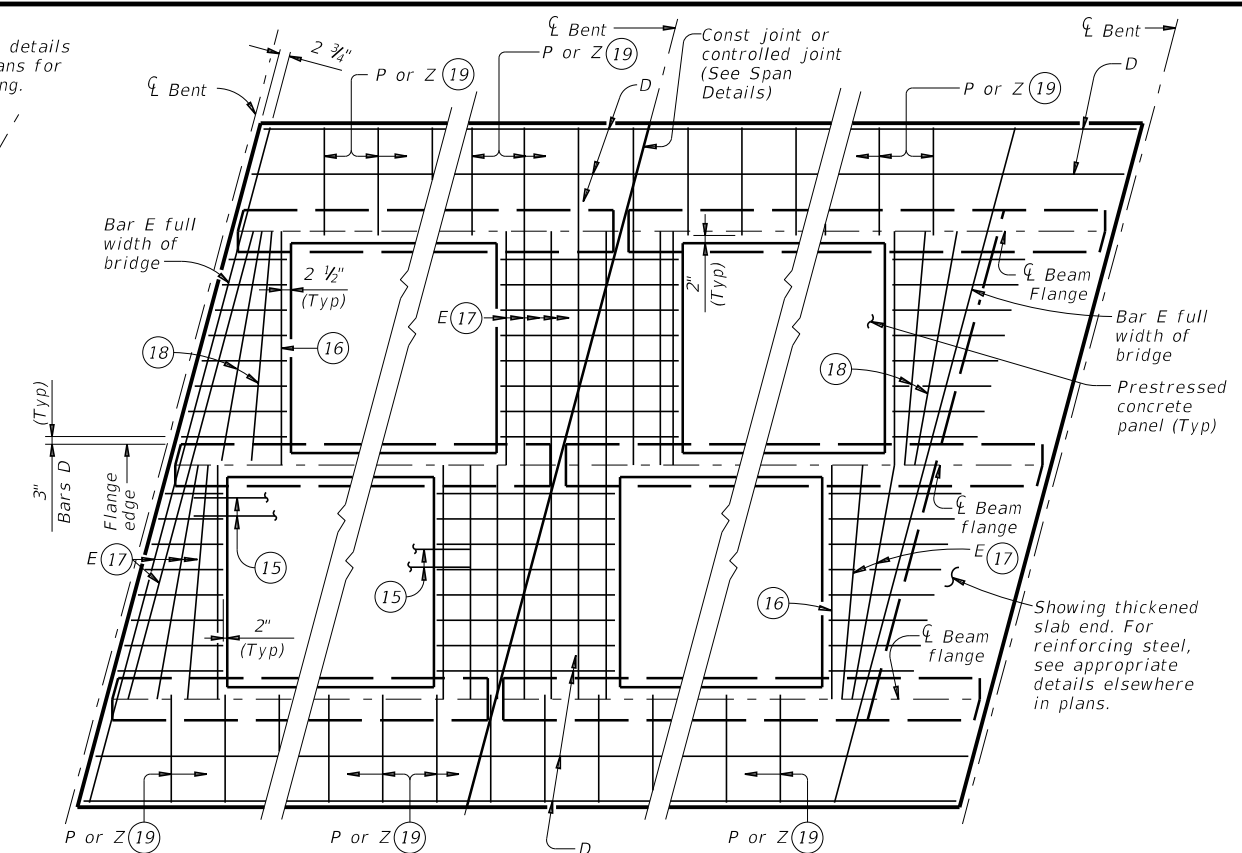 details
ans for
ng.
2 ¾"
℄ Bent
P or Z 19
℄ Bent
P or Z 19
D
Const joint or
controlled joint
(See Span
Details)
℄ Bent
D
P or Z 19
Bar E full
width of
bridge
2 ½"
(Typ)
E 17
2"
(Typ)
℄ Beam
Flange
Bar E full
width of
bridge
18
16
18
Prestressed
concrete
panel (Typ)
(Typ)
3"
Bars D
Flange
edge
℄ Beam
flange
E 17
15
15
E 17
16
2"
(Typ)
℄ Beam
flange
Showing thickened
slab end. For
reinforcing steel,
see appropriate
details elsewhere
in plans.
P or Z 19
P or Z 19
D
P or Z 19